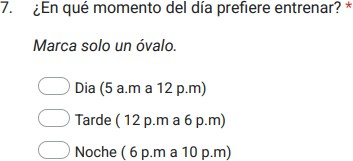 7. ¿En qué momento del día prefiere entrenar? *
Marca solo un óvalo.
Dia (5 a.m a 12 p.m)
Tarde ( 12 p.m a 6 p.m)
Noche ( 6 p.m a 10 p.m)